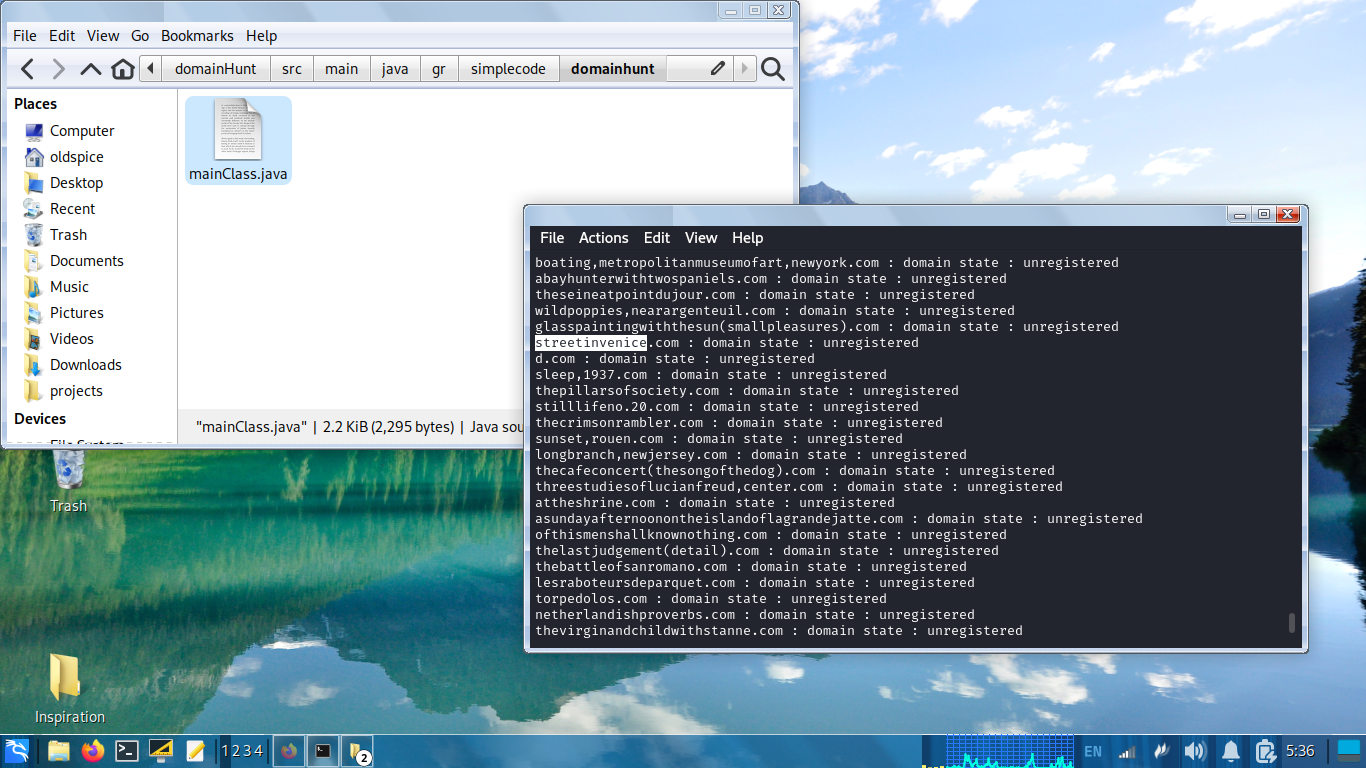 File Edit View Go Bookmarks Help
domainHunt src main java gr simplecode domainhunt
Places
Computer
oldspice
Desktop
Recent
Trash
Documents
Music
Pictures
Videos
Downloads
projects
Devices
File System
mainClass.java
"mainClass.java" | 2.2 KiB (2,295 bytes) | Java sou
File Actions Edit View Help
boating,metropolitanmuseumofart,newyork.com : domain state : unregistered
abayhunterwithtwospaniels.com : domain state : unregistered
theseineatpointdujour.com : domain state : unregistered
wildpoppies,nearargenteuil.com : domain state : unregistered
glasspaintingwiththesun(smallpleasures).com : domain state : unregistered
streetinvenice.com : domain state : unregistered
d.com : domain state : unregistered
sleep,1937.com : domain state : unregistered
thepillarsofsociety.com : domain state : unregistered
stilllifeno.20.com : domain state : unregistered
thecrimsonrambler.com : domain state : unregistered
sunset,rouen.com : domain state : unregistered
longbranch,newjersey.com : domain state : unregistered
thecafeconcert(thesongofthedog).com : domain state : unregistered
threestudiesoflucianfreud,center.com : domain state : unregistered
attheshrine.com : domain state : unregistered
asundayafternoonontheislandoflagrandejatte.com : domain state : unregistered
ofthismenshallknownothing.com : domain state : unregistered
thelastjudgement(detail).com : domain state : unregistered
thebattleofsanromano.com : domain state : unregistered
lesraboteursdeparquet.com : domain state : unregistered
torpedolos.com : domain state : unregistered
netherlandishproverbs.com : domain state : unregistered
thevirginandchildwithstanne.com : domain state : unregistered
Trash
Inspiration
1 2 3 4
2
EN
5:36